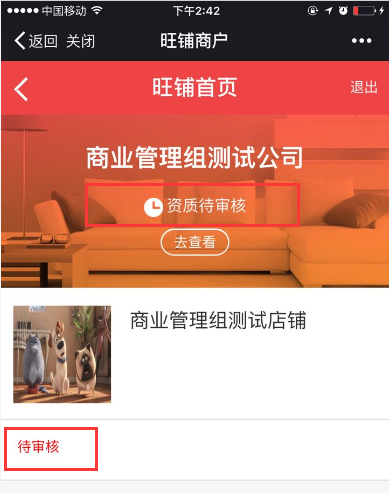 中国移动 下午2:42
返回 关闭 旺铺商户
旺铺首页 退出
商业管理组测试公司
资质待审核
去查看
商业管理组测试店铺
待审核